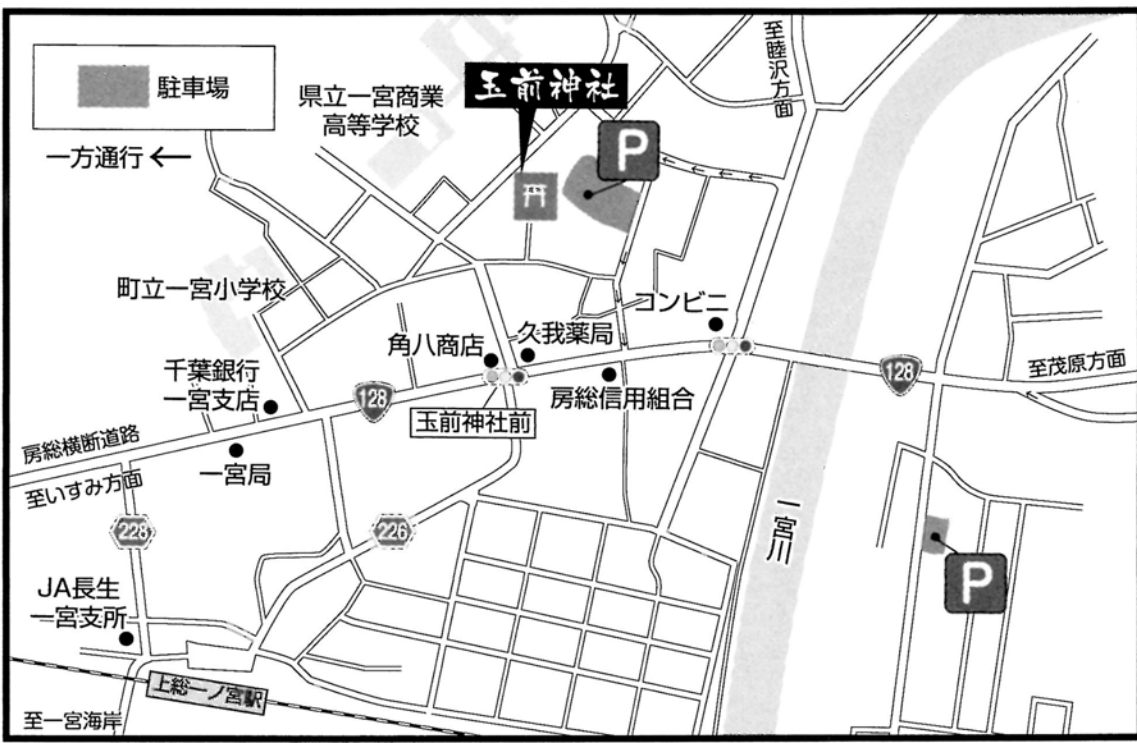 駐車場
一方通行 ←
県立一宮商業
高等学校
玉前神社
P
至睦沢方面
町立一宮小学校
コンビニ
角八商店
久我薬局
千葉銀行
一宮支店
128
128
至茂原方面
房総信用組合
玉前神社前
房総横断道路
一宮局
至いすみ方面
228
226
一宮川
P
JA長生
一宮支所
上総一ノ宮駅
至一宮海岸